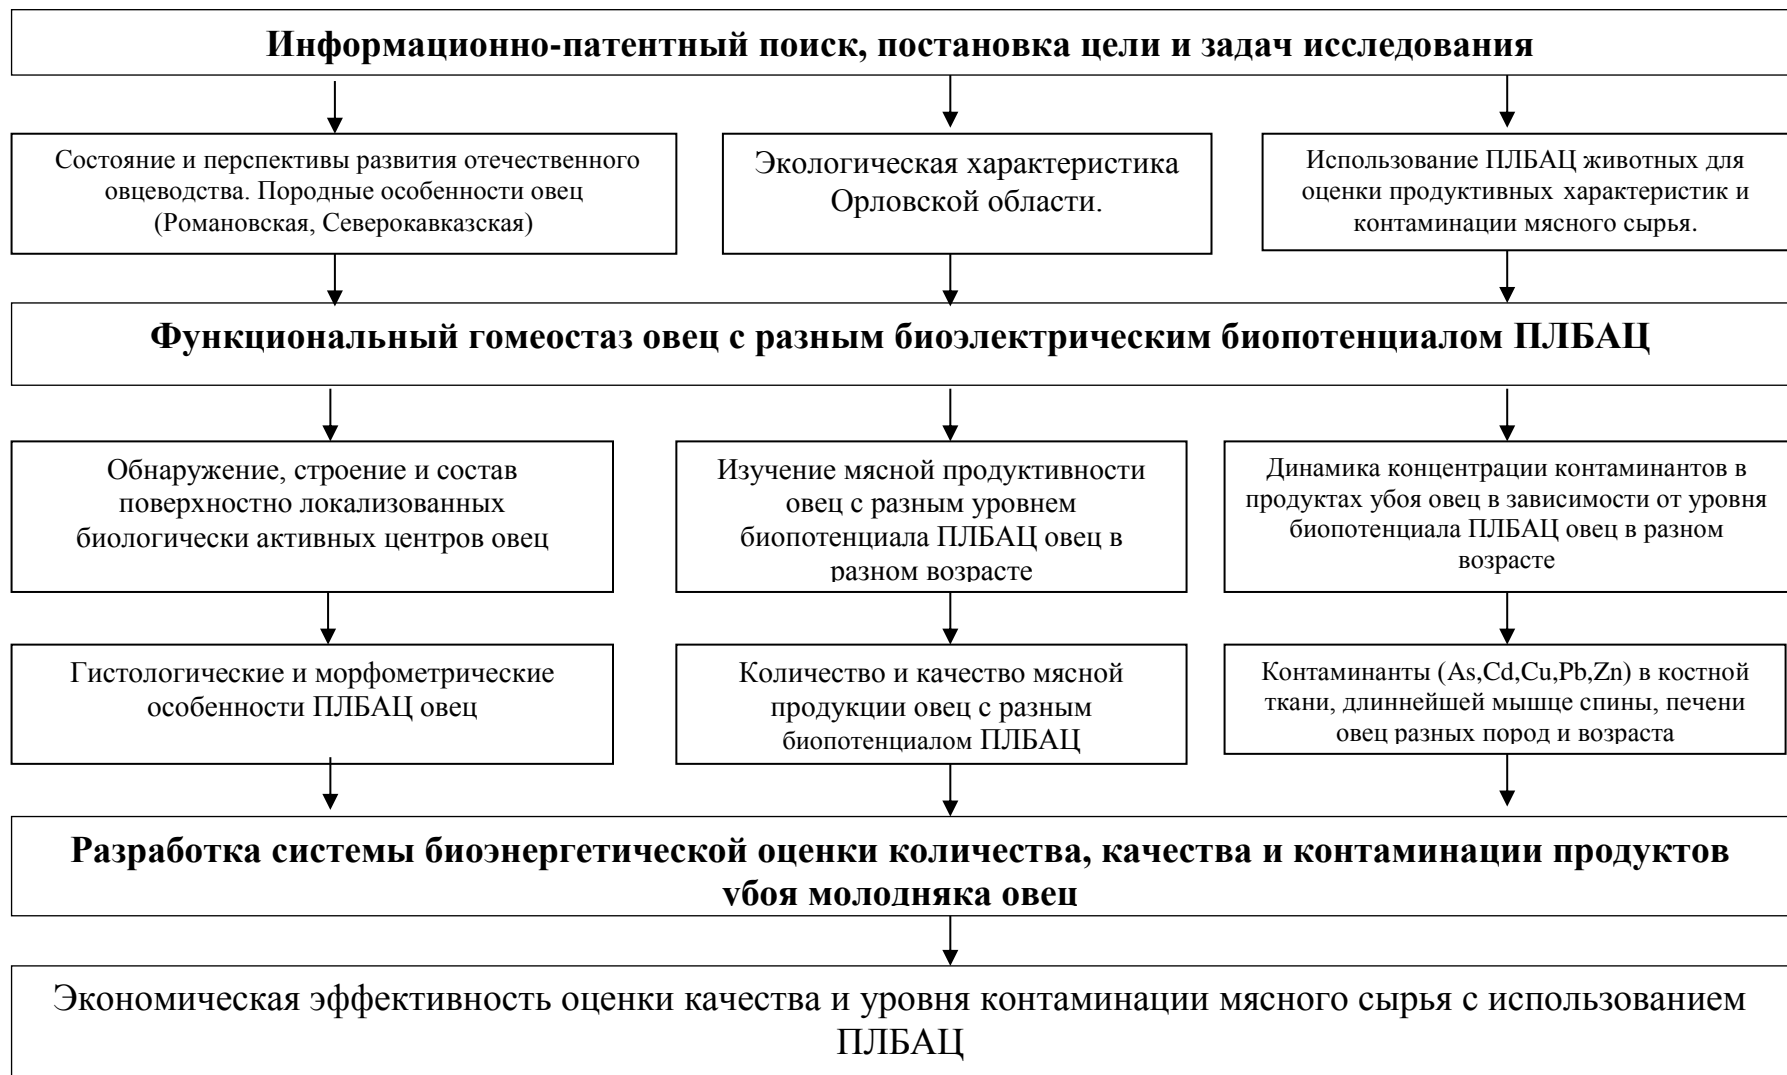 Информационно-патентный поиск, постановка цели и задач исследования
Состояние и перспективы развития отечественного
овцеводства. Породные особенности овец
(Романовская, Северокавказская)
Экологическая характеристика
Орловской области.
Использование ПЛБАЦ животных для
оценки продуктивных характеристик и
контаминации мясного сырья.
Функциональный гомеостаз овец с разным биоэлектрическим биопотенциалом ПЛБАЦ
Обнаружение, строение и состав
поверхностно локализованных
биологически активных центров овец
Изучение мясной продуктивности
овец с разным уровнем
биопотенциала ПЛБАЦ овец в
разном возрасте
Динамика концентрации контаминантов в
продуктах убоя овец в зависимости от уровня
биопотенциала ПЛБАЦ овец в разном
возрасте
Гистологические и морфометрические
особенности ПЛБАЦ овец
Количество и качество мясной
продукции овец с разным
биопотенциалом ПЛБАЦ
Контаминанты (As,Cd,Cu,Pb,Zn) в костной
ткани, длиннейшей мышце спины, печени
овец разных пород и возраста
Разработка системы биоэнергетической оценки количества, качества и контаминации продуктов
убоя молодняка овец
Экономическая эффективность оценки качества и уровня контаминации мясного сырья с использованием
ПЛБАЦ